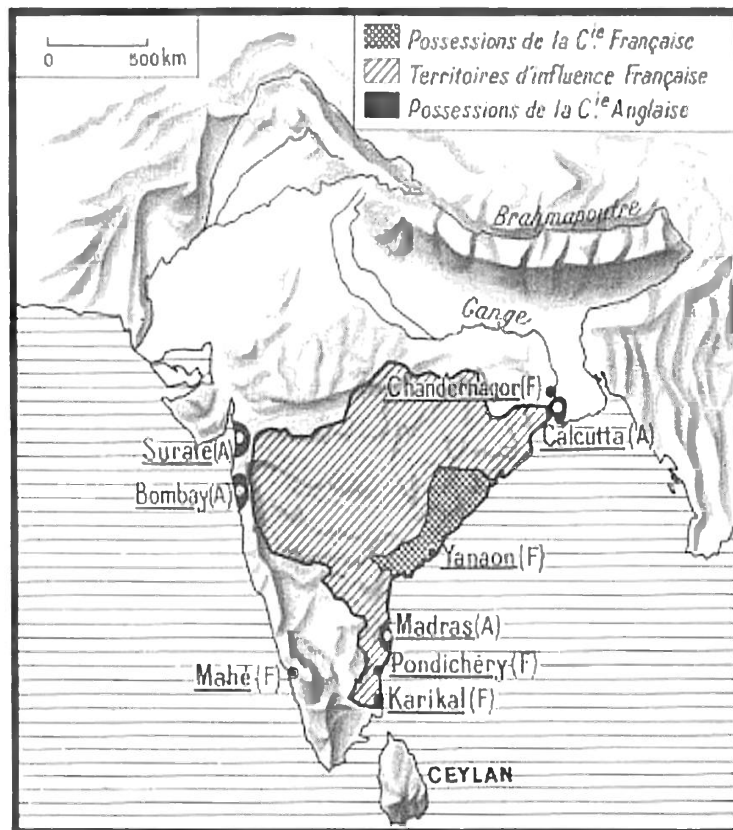 0 500km
Possessions de la Cie Française
Territoires d'influence Française
Possessions de la Cie Anglaise
Brahmapoutre
Gange
Chandernagor (F)
Calcutta (A)
Surate (A)
Bombay (A)
Yanaon (F)
Madras (A)
Mahé (F)
Pondichéry (F)
Karikal (F)
CEYLAN